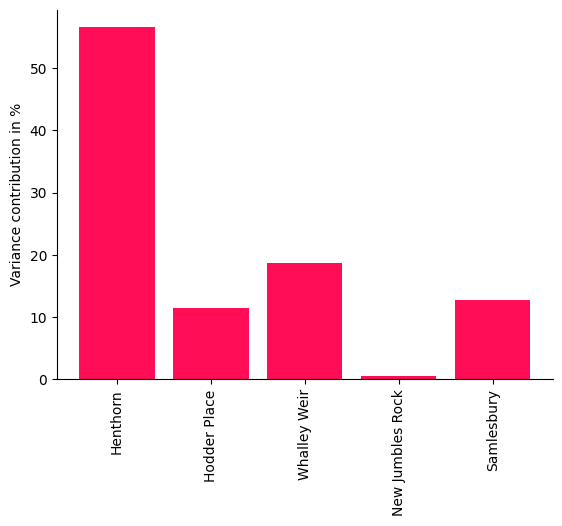 Variance contribution in %
50
40
30
20
10
0
Henthorn
Hodder Place
Whalley Weir
New Jumbles Rock
Samlesbury